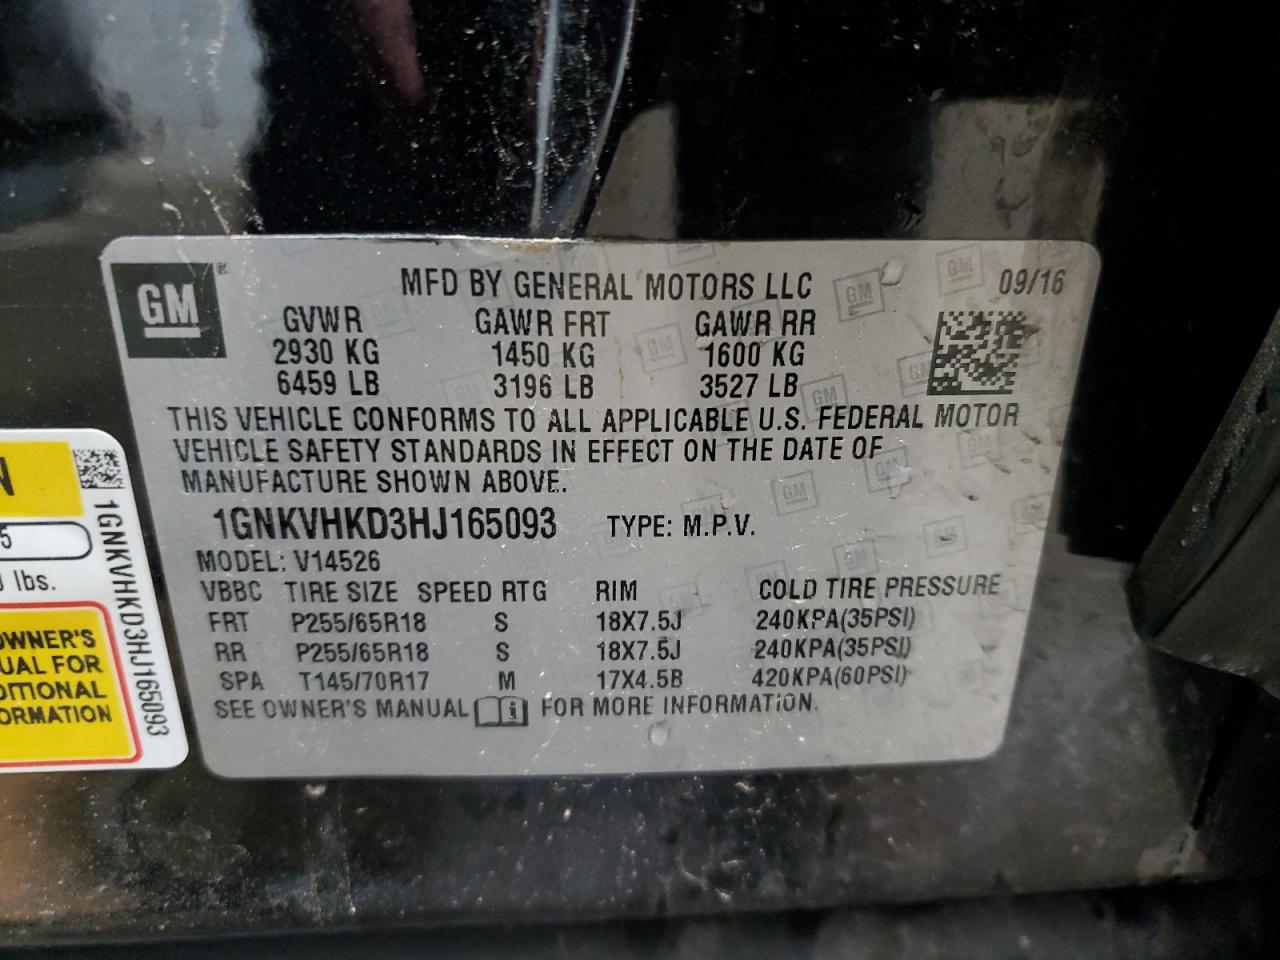 GM®
MFD BY GENERAL MOTORS LLC 09/16
GVWR GAWR FRT GAWR RR
2930 KG 1450 KG 1600 KG
6459 LB 3196 LB 3527 LB
THIS VEHICLE CONFORMS TO ALL APPLICABLE U.S. FEDERAL MOTOR
VEHICLE SAFETY STANDARDS IN EFFECT ON THE DATE OF
MANUFACTURE SHOWN ABOVE.
1GNKVHKD3HJ165093 TYPE: M.P.V.
MODEL: V14526
VBBC TIRE SIZE SPEED RTG RIM COLD TIRE PRESSURE
FRT P255/65R18 S 18X7.5J 240KPA(35PSI)
RR P255/65R18 S 18X7.5J 240KPA(35PSI)
SPA T145/70R17 M 17X4.5B 420KPA(60PSI)
SEE OWNER'S MANUAL i FOR MORE INFORMATION.
N
5
lbs.
OWNER'S
UAL FOR
DITIONAL
ORMATION
1GNKVHKD3HJ165093